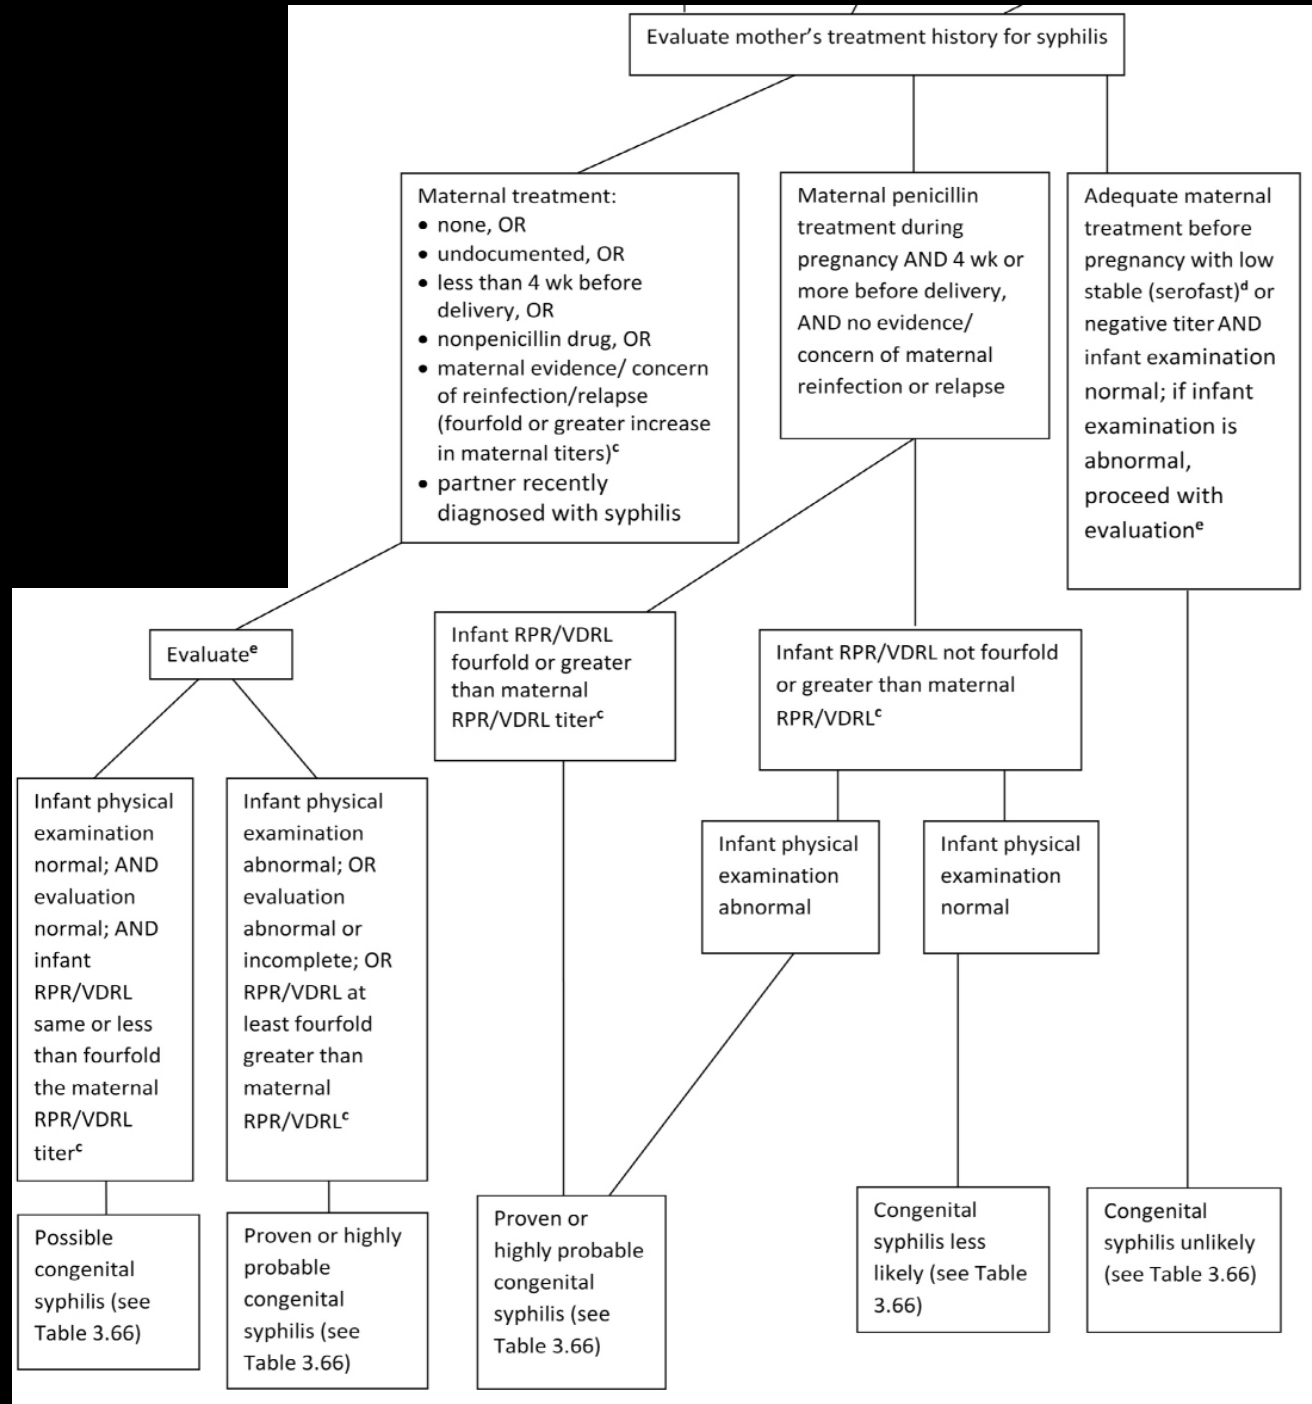 Evaluate mother’s treatment history for syphilis
Maternal treatment:
• none, OR
• undocumented, OR
• less than 4 wk before
delivery, OR
• nonpenicillin drug, OR
• maternal evidence/ concern
of reinfection/relapse
(fourfold or greater increase
in maternal titers)ᶜ
• partner recently
diagnosed with syphilis
Maternal penicillin
treatment during
pregnancy AND 4 wk or
more before delivery,
AND no evidence/
concern of maternal
reinfection or relapse
Adequate maternal
treatment before
pregnancy with low
stable (serofast)ᵈ or
negative titer AND
infant examination
normal; if infant
examination is
abnormal,
proceed with
evaluationᵉ
Evaluateᵉ
Infant RPR/VDRL
fourfold or greater
than maternal
RPR/VDRL titerᶜ
Infant RPR/VDRL not fourfold
or greater than maternal
RPR/VDRLᶜ
Infant physical
examination
normal; AND
evaluation
normal; AND
infant
RPR/VDRL
same or less
than fourfold
the maternal
RPR/VDRL
titerᶜ
Infant physical
examination
abnormal; OR
evaluation
abnormal or
incomplete; OR
RPR/VDRL at
least fourfold
greater than
maternal
RPR/VDRLᶜ
Infant physical
examination
abnormal
Infant physical
examination
normal
Possible
congenital
syphilis (see
Table 3.66)
Proven or highly
probable
congenital
syphilis (see
Table 3.66)
Proven or
highly probable
congenital
syphilis (see
Table 3.66)
Congenital
syphilis less
likely (see Table
3.66)
Congenital
syphilis unlikely
(see Table 3.66)